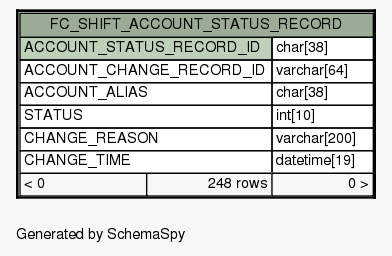 FC_SHIFT_ACCOUNT_STATUS_RECORD
ACCOUNT_STATUS_RECORD_ID char[38]
ACCOUNT_CHANGE_RECORD_ID varchar[64]
ACCOUNT_ALIAS char[38]
STATUS int[10]
CHANGE_REASON varchar[200]
CHANGE_TIME datetime[19]
< 0 248 rows 0 >
Generated by SchemaSpy